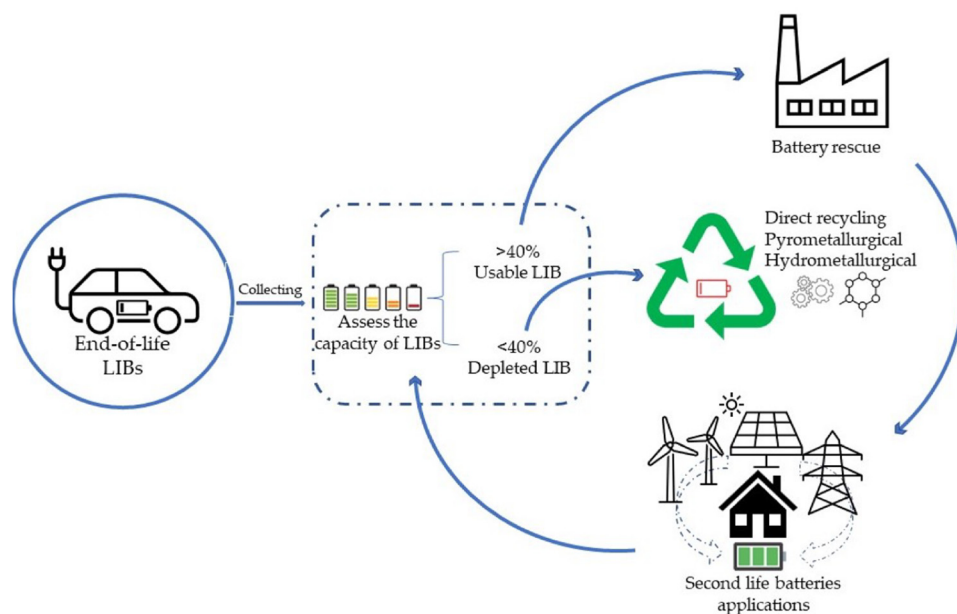 Battery rescue
Direct recycling
Pyrometallurgical
Hydrometallurgical
>40%
Usable LIB
Collecting
Assess the
capacity of LIBs
<40%
Depleted LIB
End-of-life
LIBs
Second life batteries
applications